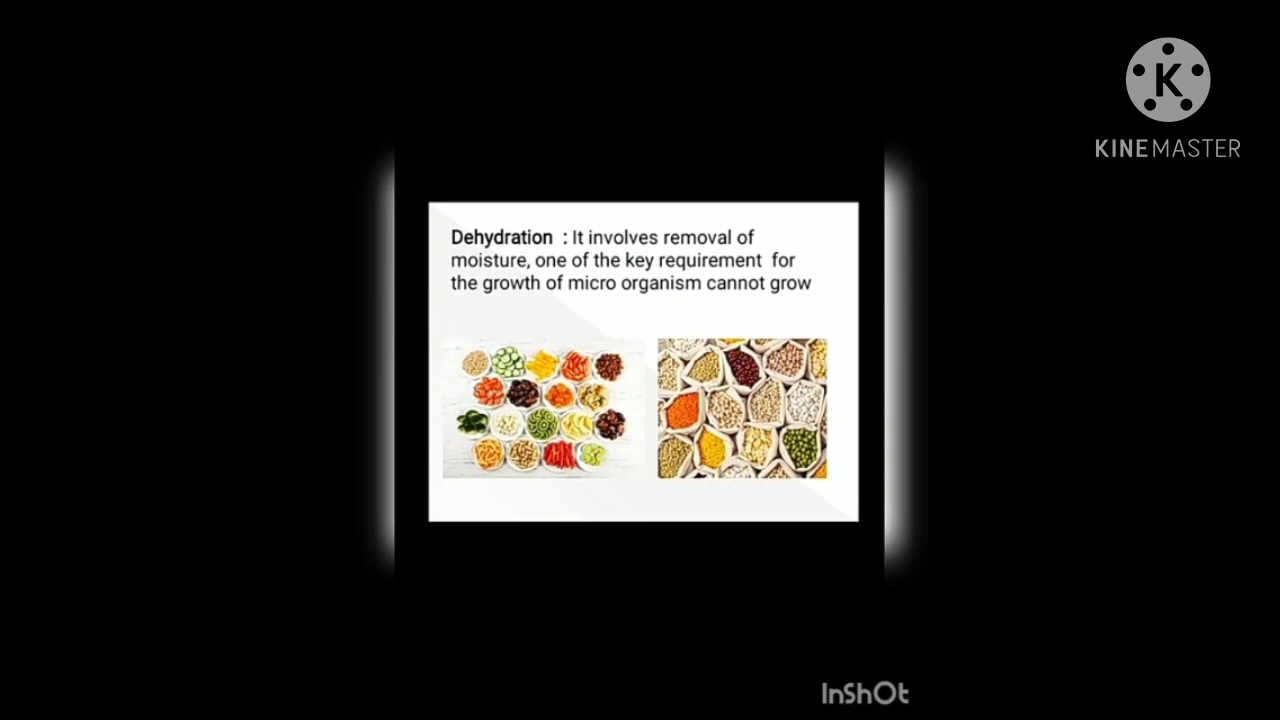 K
KINEMASTER
Dehydration : It involves removal of
moisture, one of the key requirement for
the growth of micro organism cannot grow
InShOt